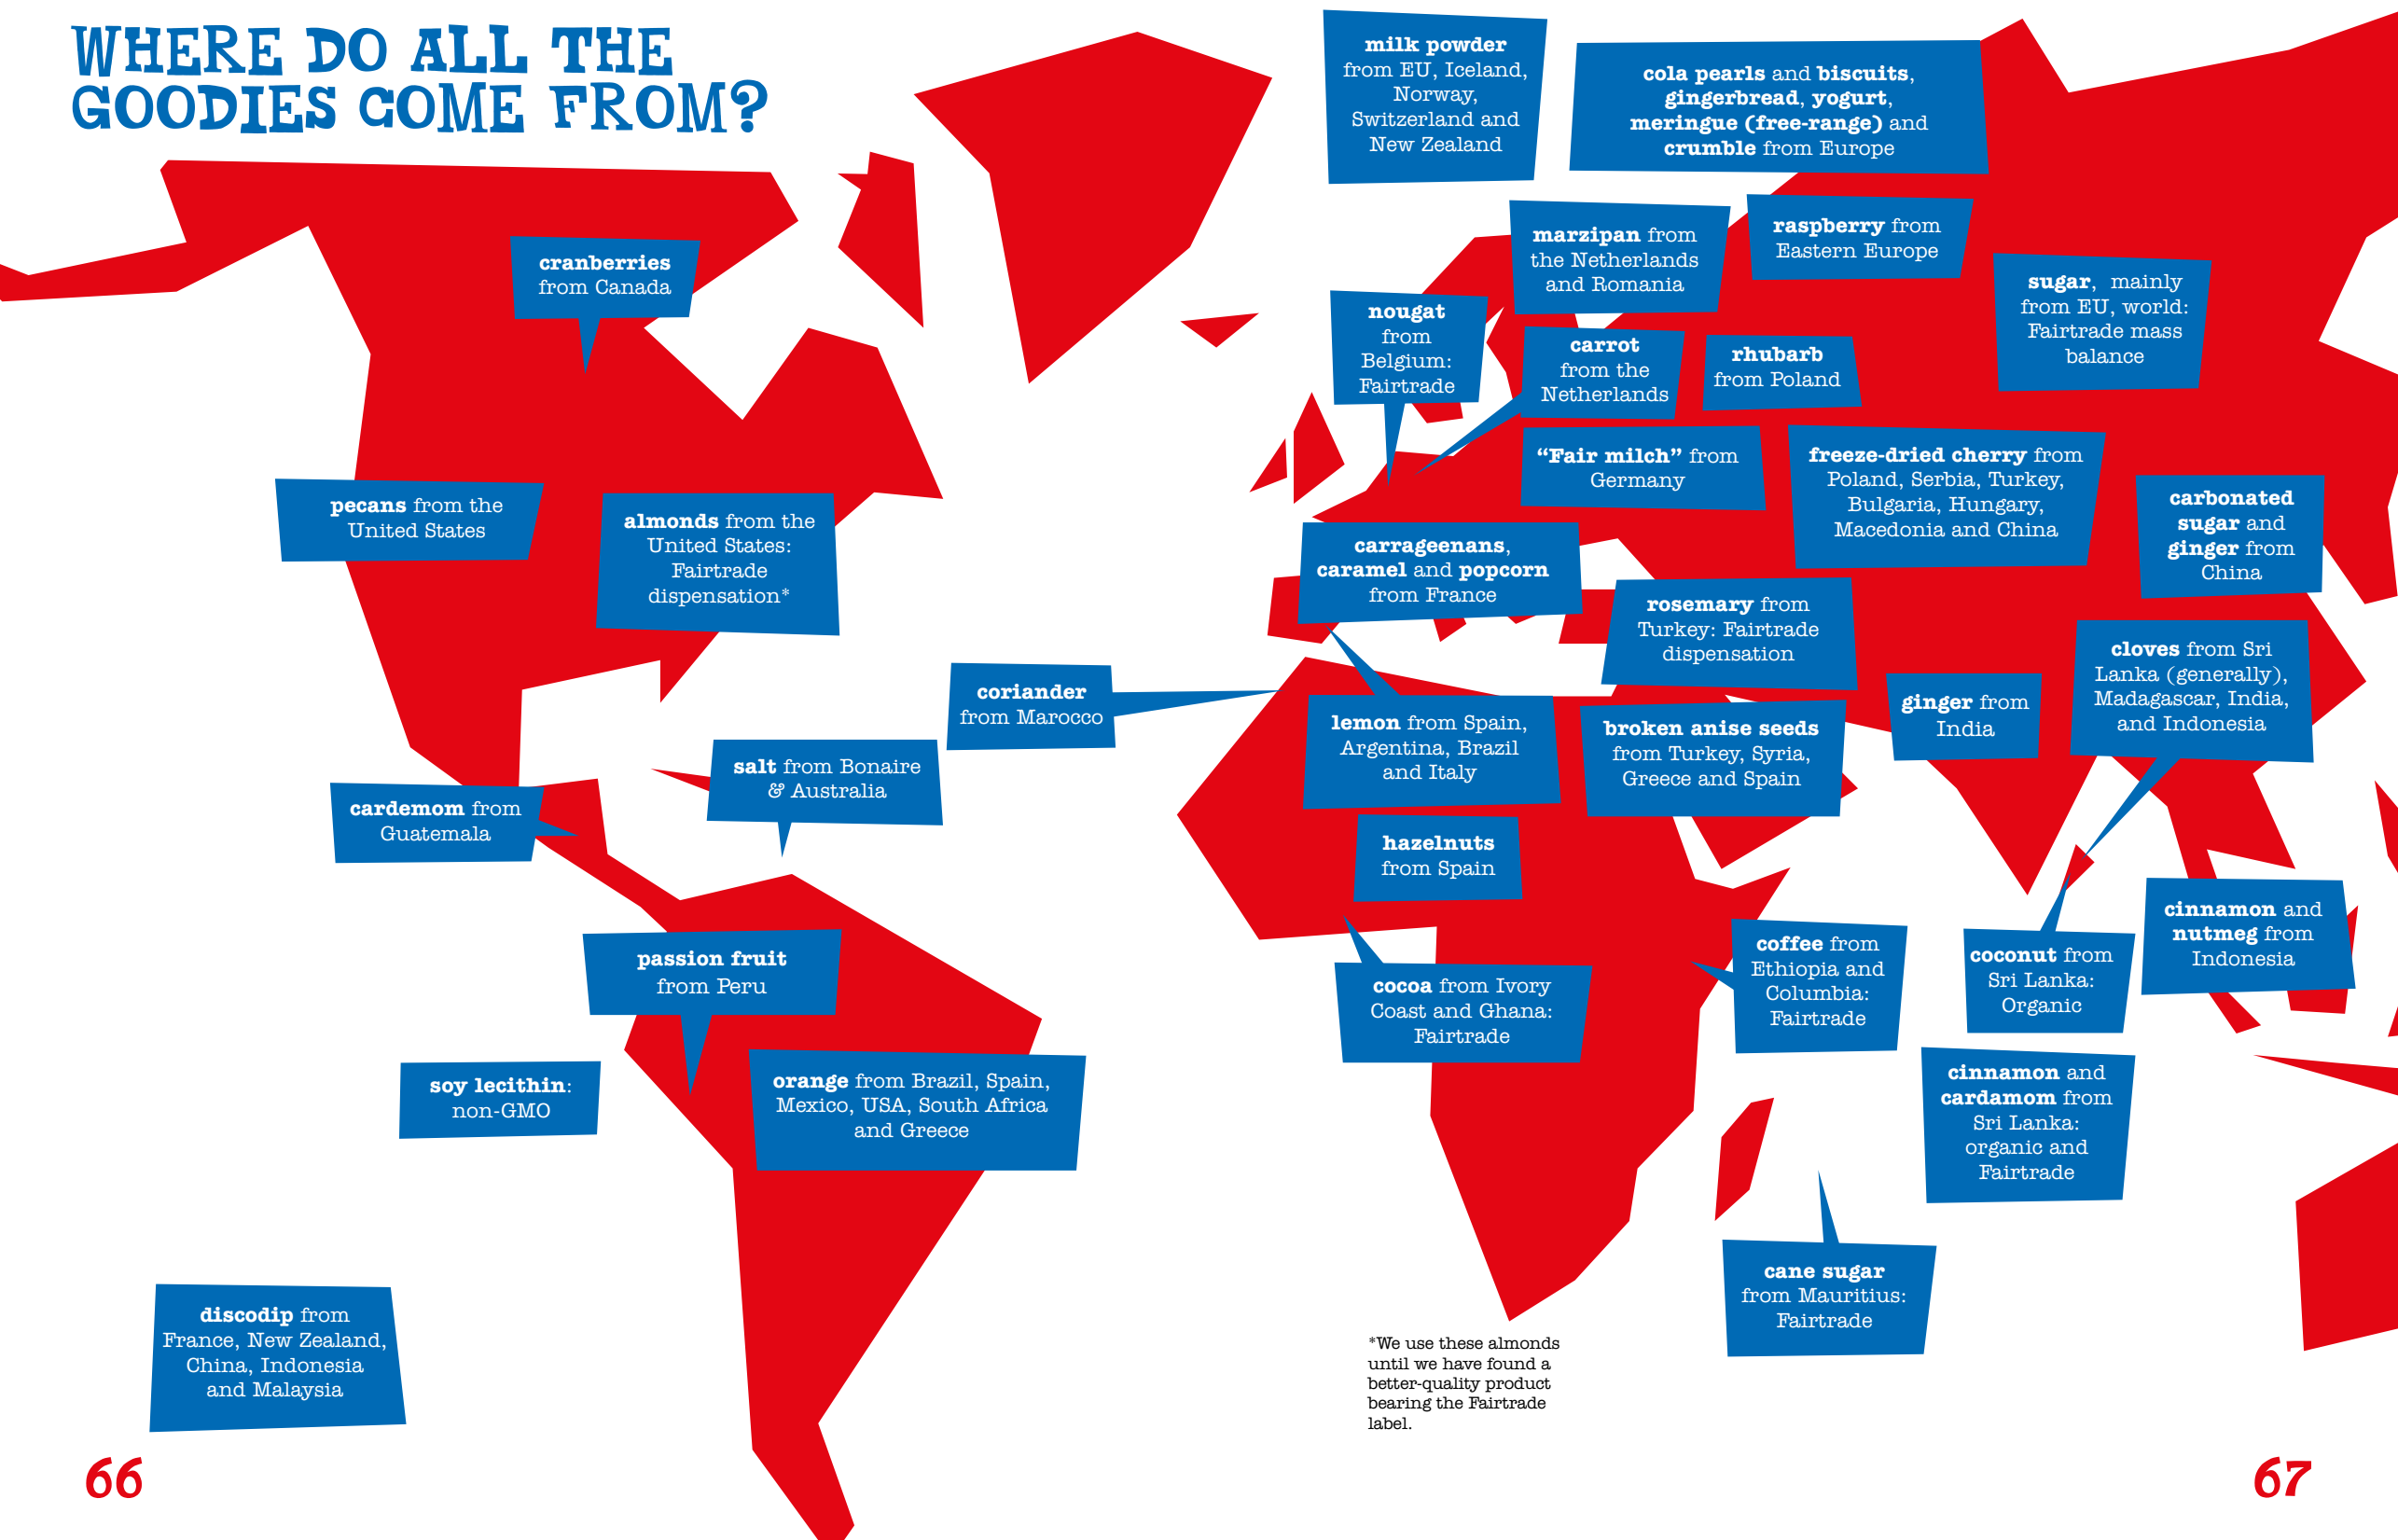 WHERE DO ALL THE
GOODIES COME FROM?
milk powder
from EU, Iceland,
Norway,
Switzerland and
New Zealand
cola pearls and biscuits,
gingerbread, yogurt,
meringue (free-range) and
crumble from Europe
cranberries
from Canada
marzipan from
the Netherlands
and Romania
raspberry from
Eastern Europe
sugar, mainly
from EU, world:
Fairtrade mass
balance
nougat
from
Belgium:
Fairtrade
carrot
from the
Netherlands
rhubarb
from Poland
pecans from the
United States
almonds from the
United States:
Fairtrade
dispensation*
"Fair milch" from
Germany
freeze-dried cherry from
Poland, Serbia, Turkey,
Bulgaria, Hungary,
Macedonia and China
carbonated
sugar and
ginger from
China
carrageenans,
caramel and popcorn
from France
rosemary from
Turkey: Fairtrade
dispensation
cloves from Sri
Lanka (generally),
Madagascar, India,
and Indonesia
coriander
from Marocco
lemon from Spain,
Argentina, Brazil
and Italy
broken anise seeds
from Turkey, Syria,
Greece and Spain
ginger from
India
salt from Bonaire
& Australia
cardemom from
Guatemala
hazelnuts
from Spain
passion fruit
from Peru
cocoa from Ivory
Coast and Ghana:
Fairtrade
coffee from
Ethiopia and
Columbia:
Fairtrade
coconut from
Sri Lanka:
Organic
cinnamon and
nutmeg from
Indonesia
soy lecithin:
non-GMO
orange from Brazil, Spain,
Mexico, USA, South Africa
and Greece
cinnamon and
cardamom from
Sri Lanka:
organic and
Fairtrade
cane sugar
from Mauritius:
Fairtrade
discodip from
France, New Zealand,
China, Indonesia
and Malaysia
*We use these almonds
until we have found a
better-quality product
bearing the Fairtrade
label.
66
67